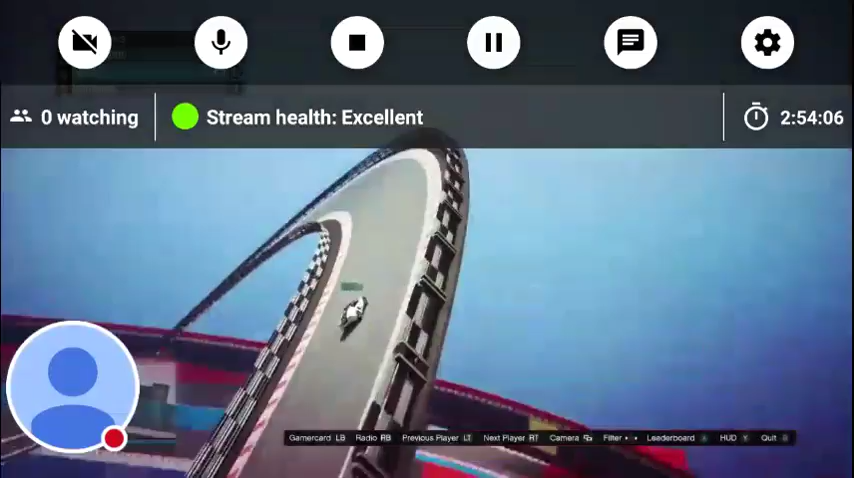 0 watching
Stream health: Excellent
2:54:06
Gamercard LB Radio RB Previous Player LT Next Player RT Camera Filter Leaderboard HUD Y Quit